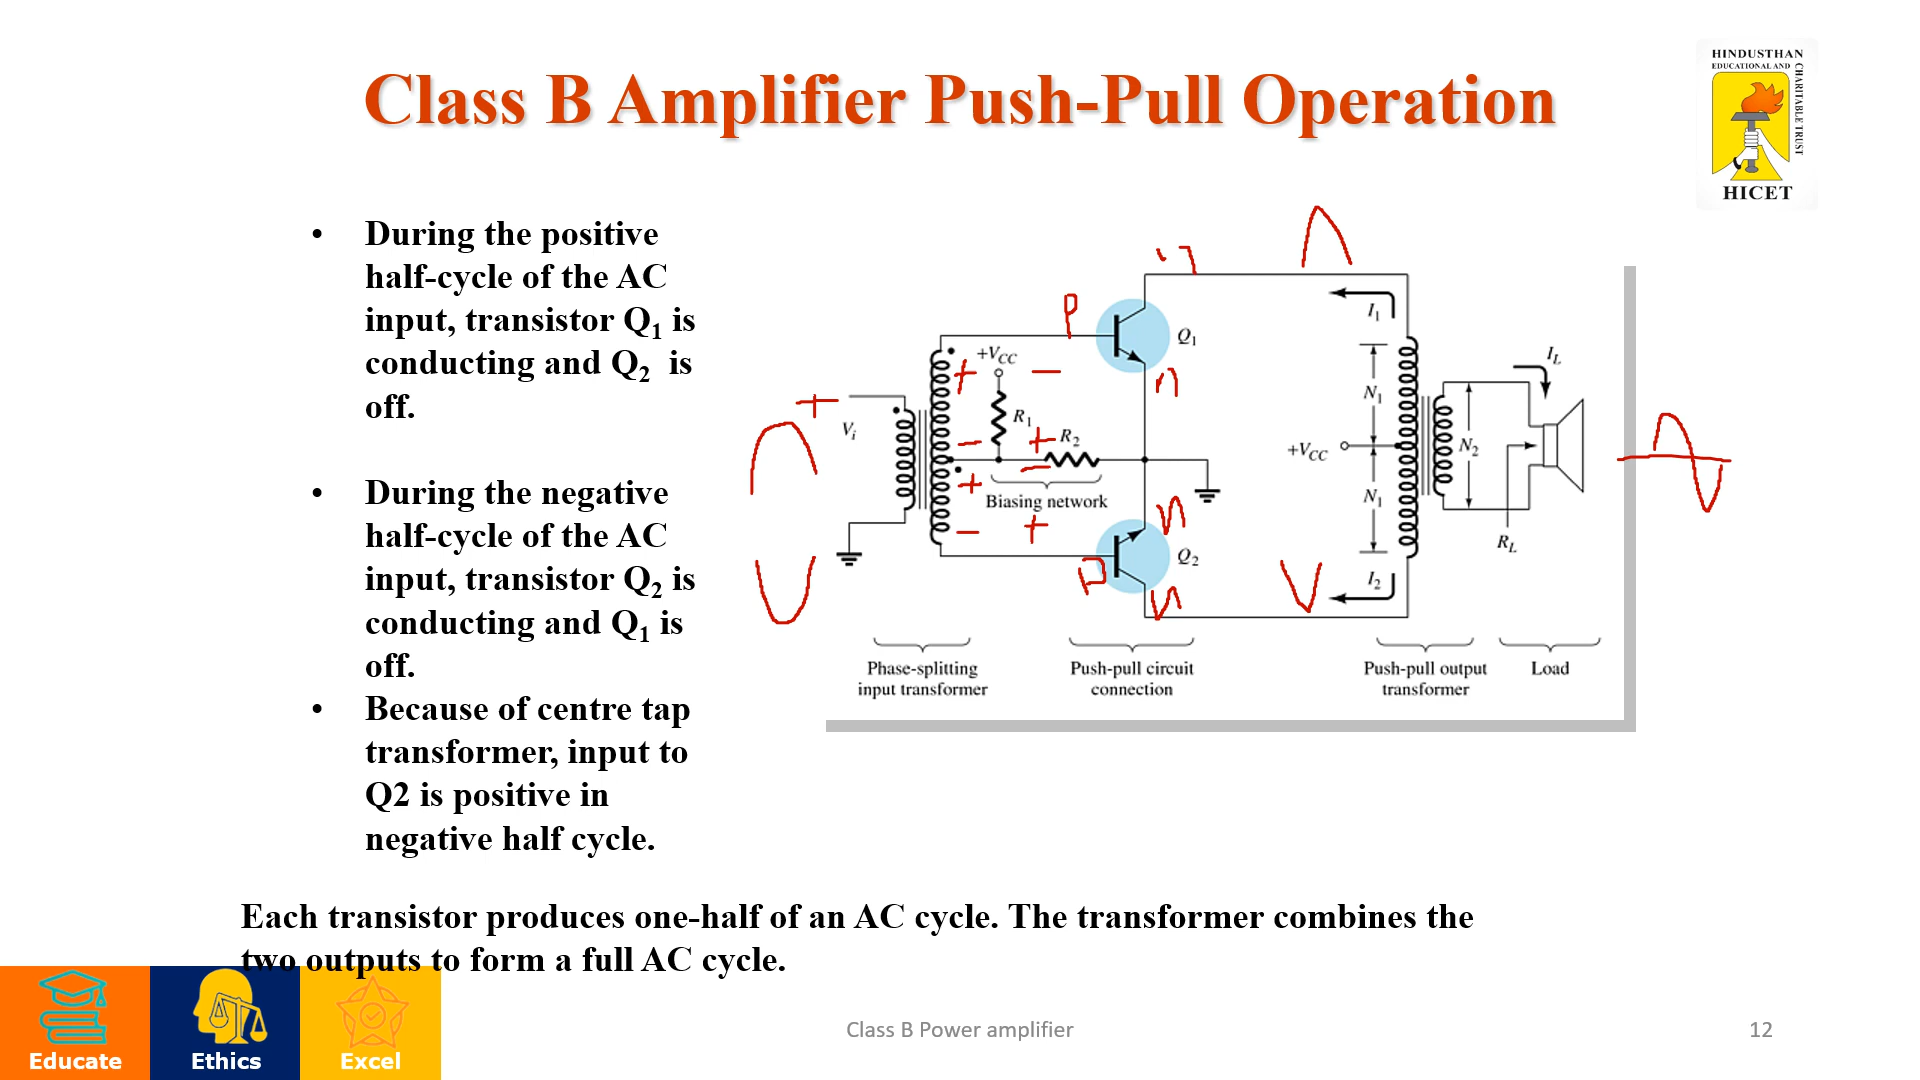 Class B Amplifier Push-Pull Operation
HINDUSTHAN
EDUCATIONAL AND
CHARITABLE TRUST
HICET
• During the positive
half-cycle of the AC
input, transistor Q1 is
conducting and Q2 is
off.
• During the negative
half-cycle of the AC
input, transistor Q2 is
conducting and Q1 is
off.
• Because of centre tap
transformer, input to
Q2 is positive in
negative half cycle.
Each transistor produces one-half of an AC cycle. The transformer combines the
two outputs to form a full AC cycle.
P
Q1
n
I1
+VCC
+ −
IL
N1
+
Vi
R1
− + R2
N2
+VCC
−
+
Biasing network
N1
n
− +
RL
Q2
P
I2
n
Phase-splitting
input transformer
Push-pull circuit
connection
Push-pull output
transformer
Load
Educate
Ethics
Excel
Class B Power amplifier
12